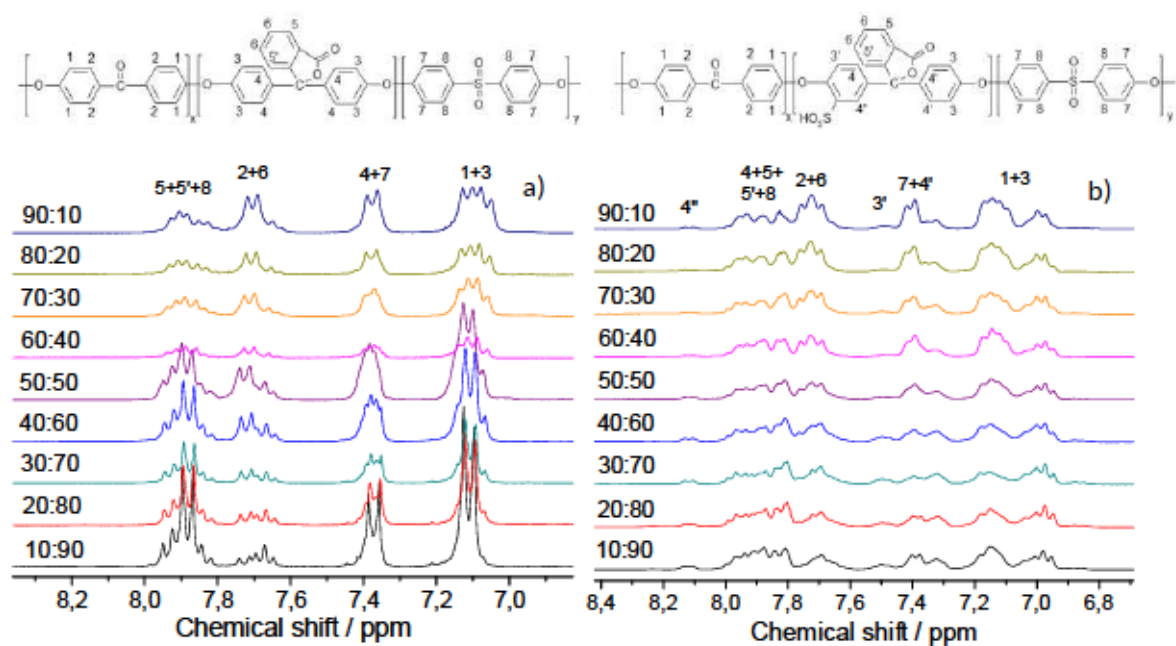 6 5 O
6
5'
1 2 O 2 1 3 4 O 4 3 7 8 O 8 7
O O S O
1 2 2 1 3 4 4 3 7 8 O 8 7
x y
6 5 O
6
5'
1 2 O 2 1 3' 4 O 4' 3 7 8 O 8 7
O O S O
1 2 2 1 HO3S 4" 4' 3 7 8 O 8 7
x y
5+5'+8 2+6 4+7 1+3 a)
90:10
80:20
70:30
60:40
50:50
40:60
30:70
20:80
10:90
8,2 8,0 7,8 7,6 7,4 7,2 7,0
Chemical shift / ppm
4" 4+5+ 5'+8 2+6 3' 7+4' 1+3 b)
90:10
80:20
70:30
60:40
50:50
40:60
30:70
20:80
10:90
8,4 8,2 8,0 7,8 7,6 7,4 7,2 7,0 6,8
Chemical shift / ppm